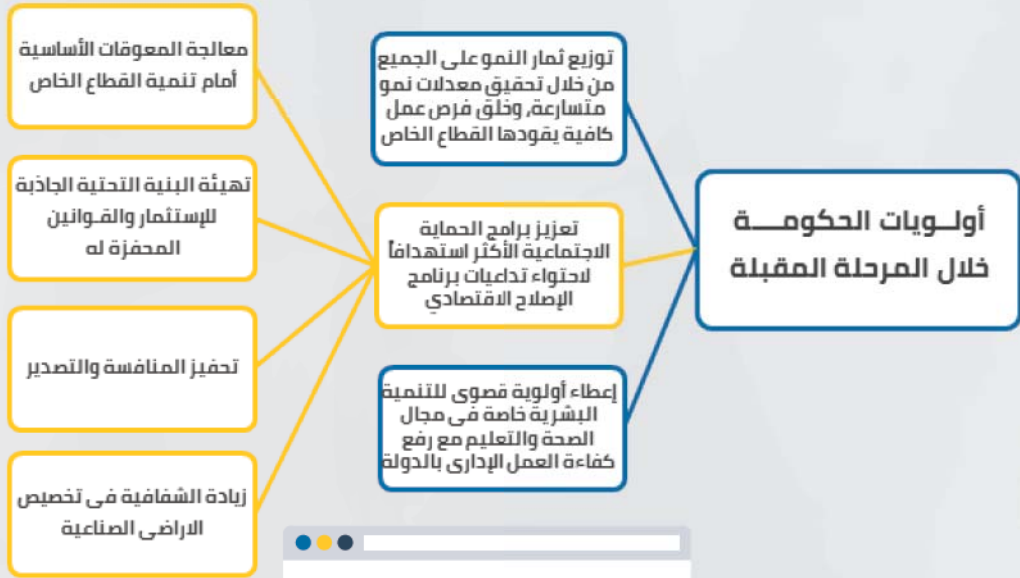 أولــويات الحكومــــة
خلال المرحلة المقبلة
توزيع ثمار النمو على الجميع
من خلال تحقيق معدلات نمو
متسارعة، وخلق فرص عمل
كافية يقودها القطاع الخاص
تعزيز برامج الحماية
الاجتماعية الأكثر استهدافاً
لاحتواء تداعيات برنامج
الإصلاح الاقتصادي
إعطاء أولوية قصوى للتنمية
البشرية خاصة فى مجال
الصحة والتعليم مع رفع
كفاءة العمل الإدارى بالدولة
معالجة المعوقات الأساسية
أمام تنمية القطاع الخاص
تهيئة البنية التحتية الجاذبة
للإستثمار والقـوانين
المحفزة له
تحفيز المنافسة والتصدير
زيادة الشفافية فى تخصيص
الاراضى الصناعية